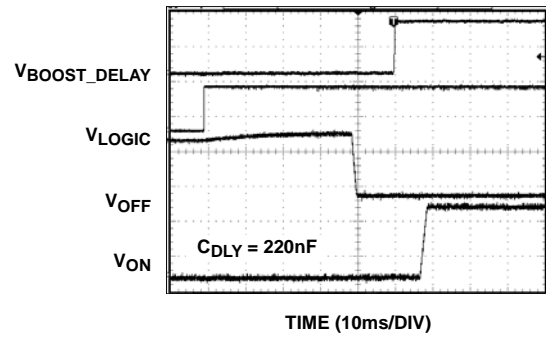 T
VBOOST_DELAY
VLOGIC
VOFF
CDLY = 220nF
VON
TIME (10ms/DIV)